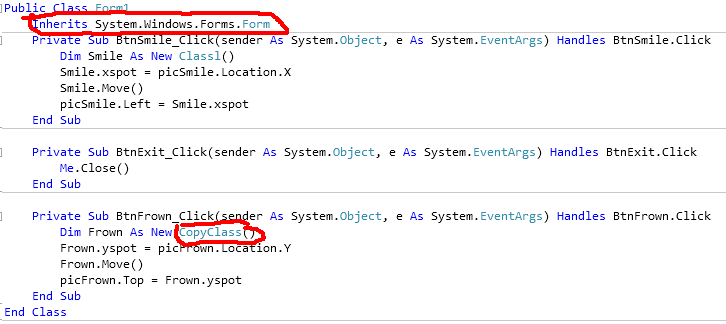 Public Class Form1
Inherits System.Windows.Forms.Form
Private Sub BtnSmile_Click(sender As System.Object, e As System.EventArgs) Handles BtnSmile.Click
Dim Smile As New Class1()
Smile.xspot = picSmile.Location.X
Smile.Move()
picSmile.Left = Smile.xspot
End Sub
Private Sub BtnExit_Click(sender As System.Object, e As System.EventArgs) Handles BtnExit.Click
Me.Close()
End Sub
Private Sub BtnFrown_Click(sender As System.Object, e As System.EventArgs) Handles BtnFrown.Click
Dim Frown As New CopyClass()
Frown.yspot = picFrown.Location.Y
Frown.Move()
picFrown.Top = Frown.yspot
End Sub
End Class